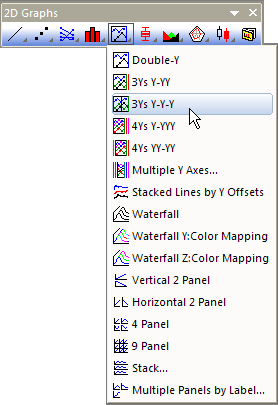 2D Graphs
Double-Y
3Ys Y-YY
3Ys Y-Y-Y
4Ys Y-YYY
4Ys YY-YY
Multiple Y Axes...
Stacked Lines by Y Offsets
Waterfall
Waterfall Y:Color Mapping
Waterfall Z:Color Mapping
Vertical 2 Panel
Horizontal 2 Panel
4 Panel
9 Panel
Stack...
Multiple Panels by Label...